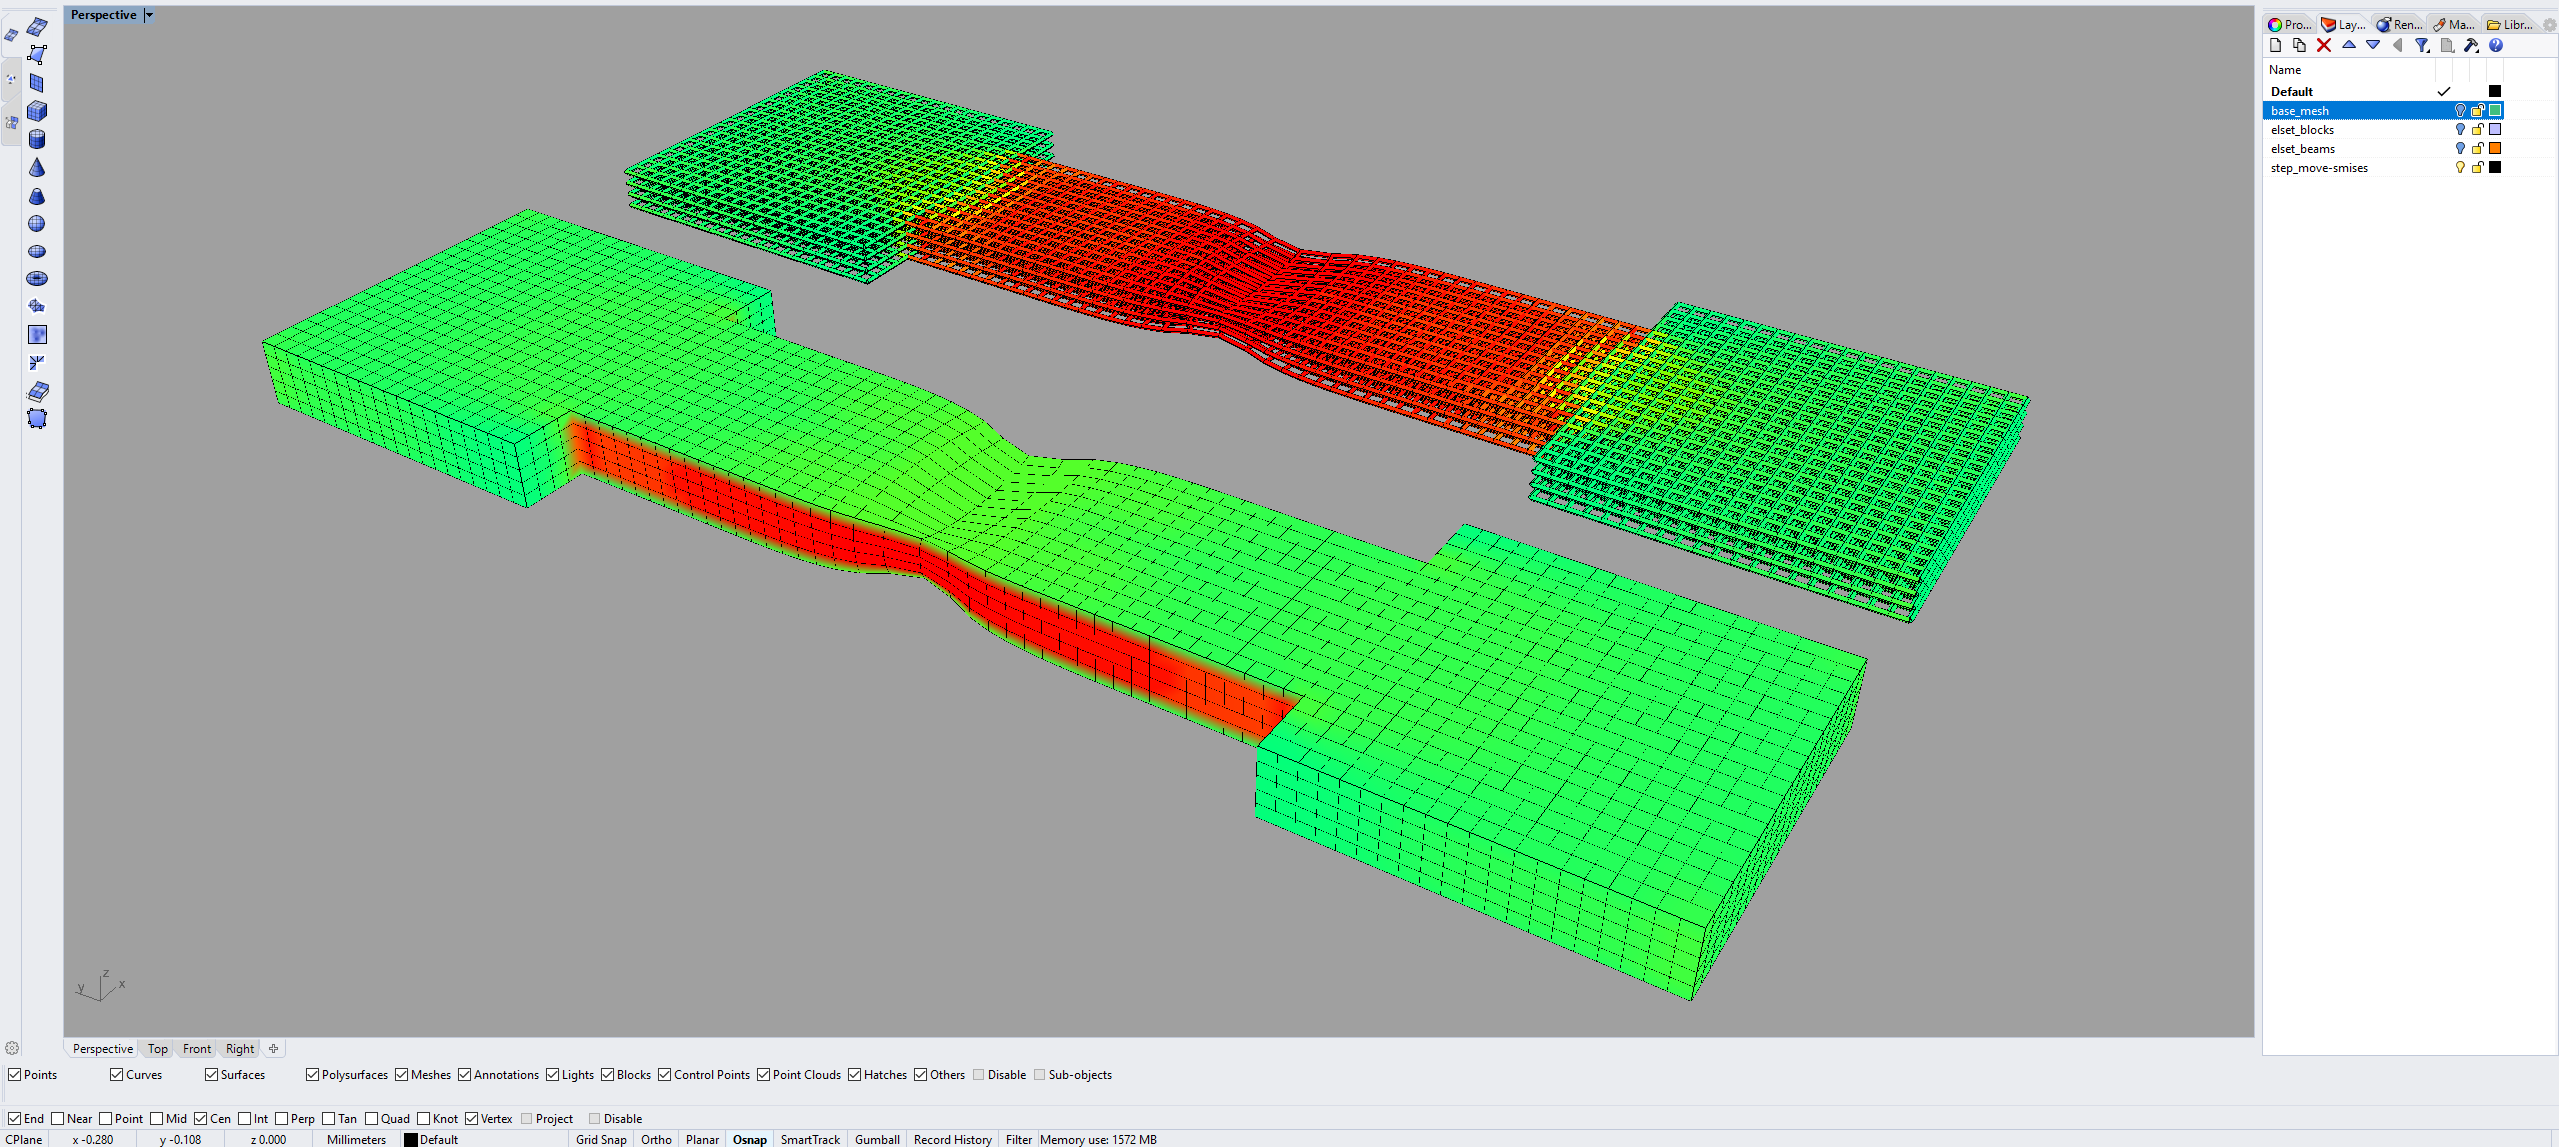 Perspective
Pro... Lay... Ren... Ma... Libr...
Name
Default
base_mesh
elset_blocks
elset_beams
step_move-smises
z
y x
Perspective Top Front Right
Points Curves Surfaces Polysurfaces Meshes Annotations Lights Blocks Control Points Point Clouds Hatches Others Disable Sub-objects
End Near Point Mid Cen Int Perp Tan Quad Knot Vertex Project Disable
CPlane x -0.280 y -0.108 z 0.000 Millimeters Default Grid Snap Ortho Planar Osnap SmartTrack Gumball Record History Filter Memory use: 1572 MB